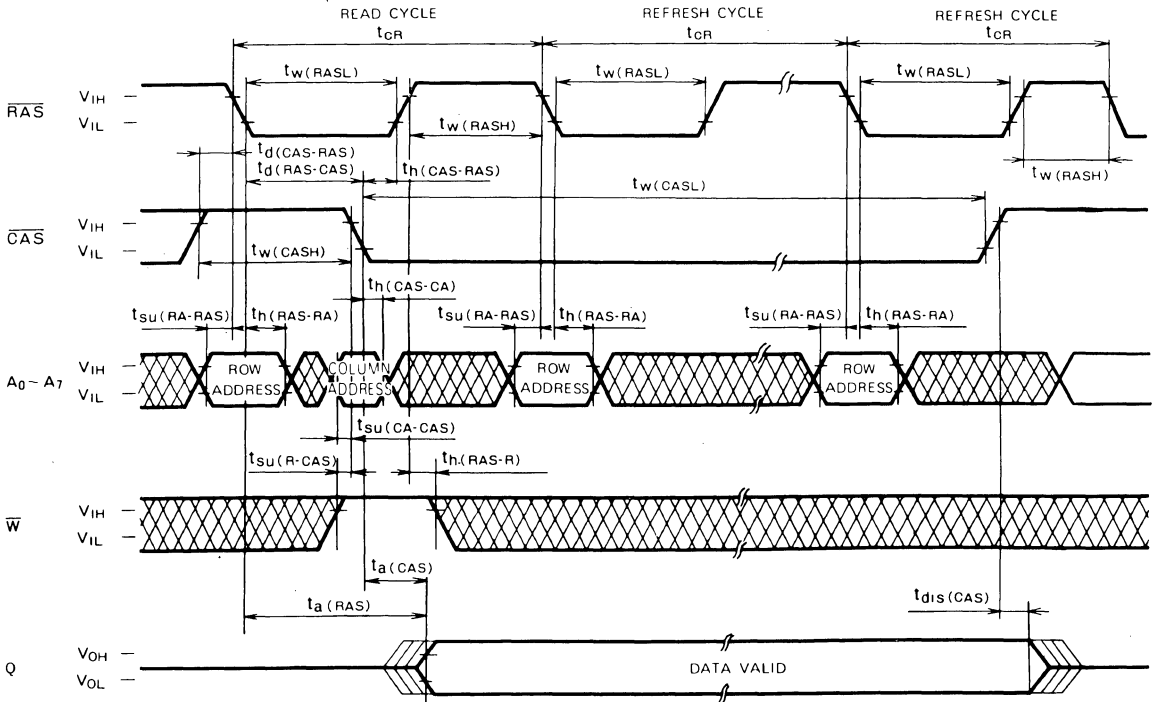 READ CYCLE
REFRESH CYCLE
REFRESH CYCLE
tCR
tCR
tCR
tw(RASL)
tw(RASL)
tw(RASL)
RAS
VIH
VIL
tw(RASH)
tw(RASH)
td(CAS-RAS)
td(RAS-CAS)
th(CAS-RAS)
tw(CASL)
CAS
VIH
VIL
tw(CASH)
th(CAS-CA)
tsu(RA-RAS)
th(RAS-RA)
tsu(RA-RAS)
th(RAS-RA)
tsu(RA-RAS)
th(RAS-RA)
A0~A7
VIH
VIL
ROW
ADDRESS
COLUMN
ADDRESS
ROW
ADDRESS
ROW
ADDRESS
tsu(CA-CAS)
tsu(R-CAS)
th.(RAS-R)
W
VIH
VIL
ta(CAS)
ta(RAS)
tdis(CAS)
Q
VOH
VOL
DATA VALID